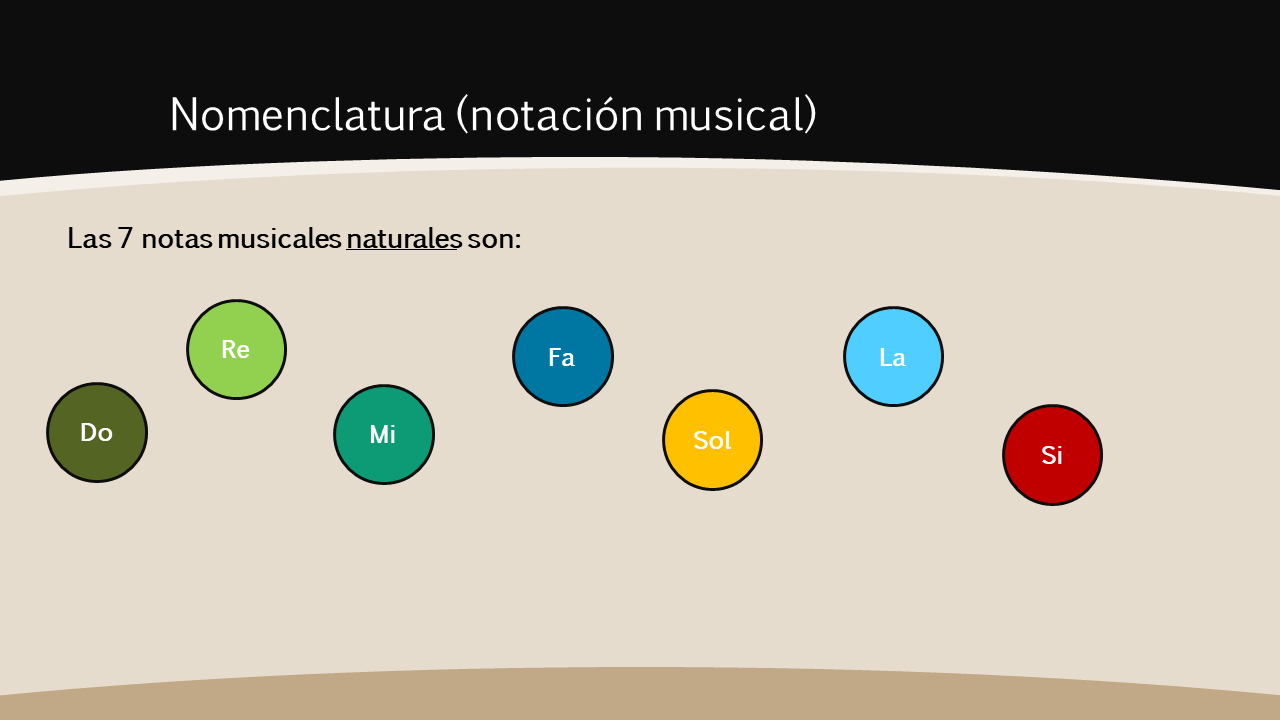 Nomenclatura (notación musical)
Las 7 notas musicales naturales son:
Do
Re
Mi
Fa
Sol
La
Si